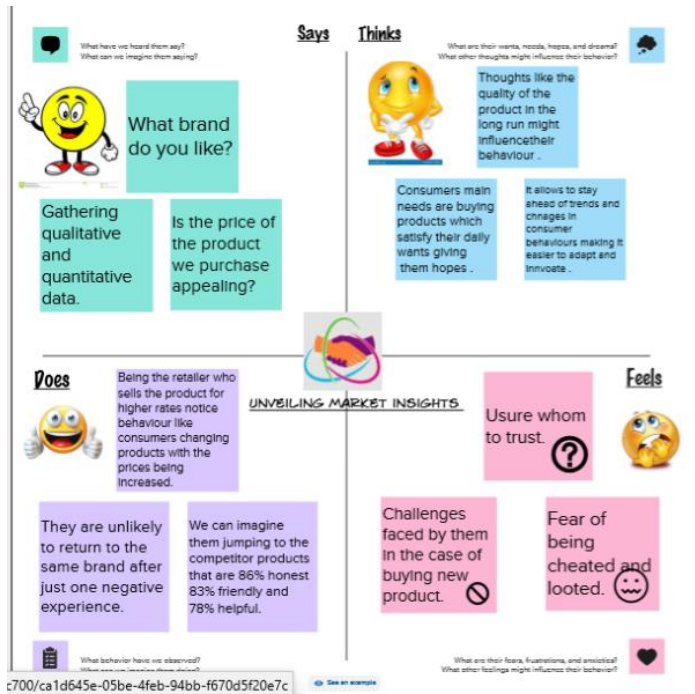 Says
What have we heard them say?
What can we imagine them saying?
What brand
do you like?
Gathering
qualitative
and
quantitative
data.
Is the price of
the product
we purchase
appealing?
Thinks
What are their wants, needs, hopes, and dreams?
What other thoughts might influence their behavior?
Thoughts like the
quality of the
product in the
long run might
influencetheir
behaviour .
Consumers main
needs are buying
products which
satisfy their daily
wants giving
them hopes .
It allows to stay
ahead of trends and
chnages in
consumer
behaviours making it
easier to adapt and
innvoate .
UNVEILING MARKET INSIGHTS
Does
Being the retailer who
sells the product for
higher rates notice
behaviour like
consumers changing
products with the
prices being
increased.
They are unlikely
to return to the
same brand after
just one negative
experience.
We can imagine
them jumping to the
competitor products
that are 86% honest
83% friendly and
78% helpful.
What behavior have we observed?
What can we imagine them doing?
Feels
Usure whom
to trust.
Challenges
faced by them
in the case of
buying new
product.
Fear of
being
cheated and
looted.
What are their fears, frustrations, and anxieties?
What other feelings might influence their behavior?
c700/ca1d645e-05be-4feb-94bb-f670d5f20e7c
See an example